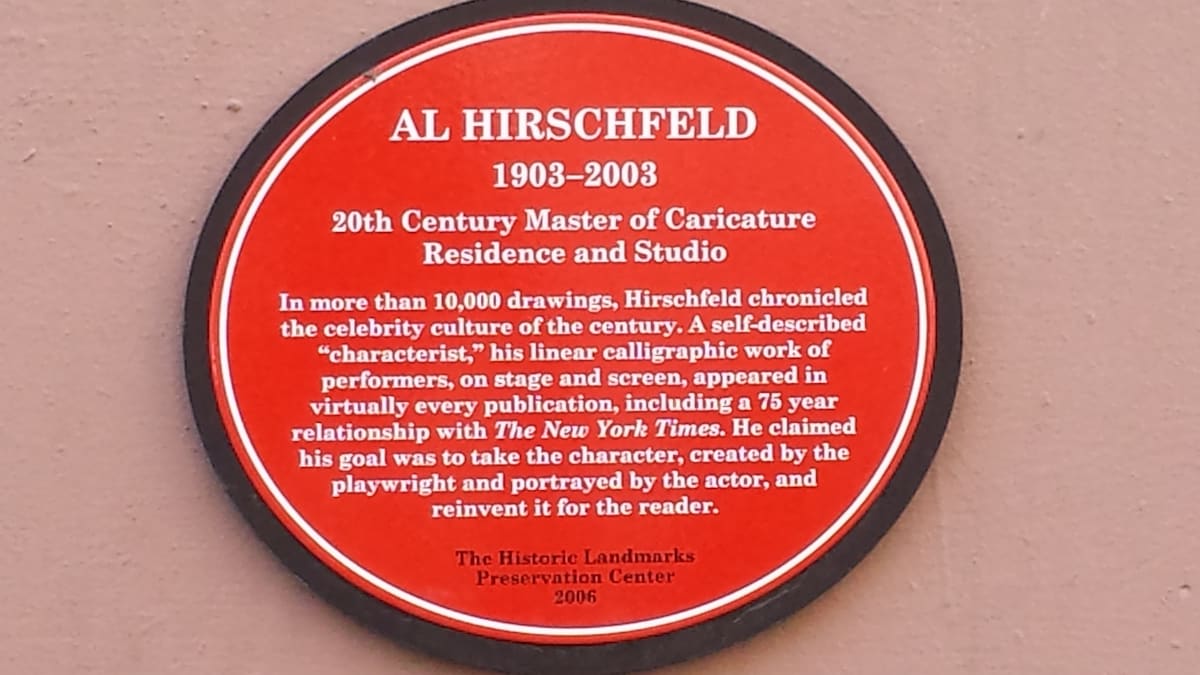 AL HIRSCHFELD
1903–2003
20th Century Master of Caricature
Residence and Studio
In more than 10,000 drawings, Hirschfeld chronicled
the celebrity culture of the century. A self-described
“characterist,” his linear calligraphic work of
performers, on stage and screen, appeared in
virtually every publication, including a 75 year
relationship with The New York Times. He claimed
his goal was to take the character, created by the
playwright and portrayed by the actor, and
reinvent it for the reader.
The Historic Landmarks
Preservation Center
2006